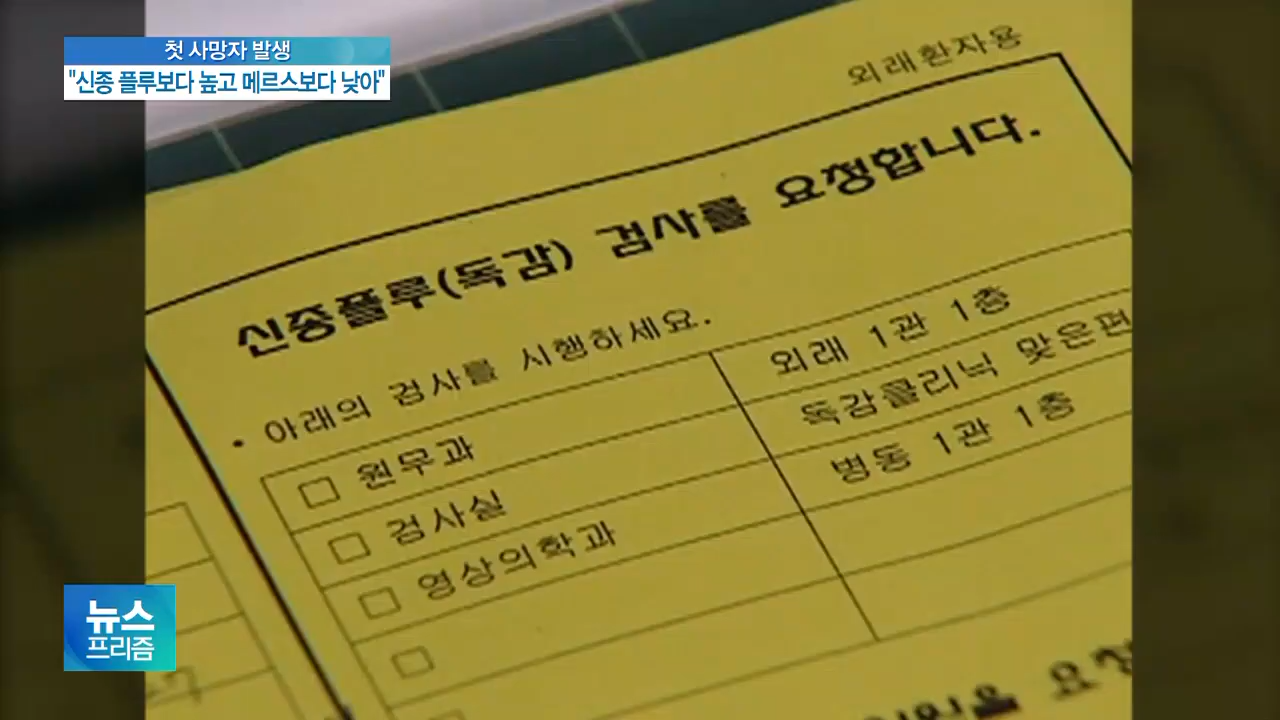 첫 사망자 발생
"신종 플루보다 높고 메르스보다 낮아"
외래환자용
신종플루(독감) 검사를 요청합니다.
• 아래의 검사를 시행하세요.
□ 원무과 외래 1관 1층
□ 검사실 독감클리닉 맞은편
□ 영상의학과 병동 1관 1층
□
뉴스
프리즘